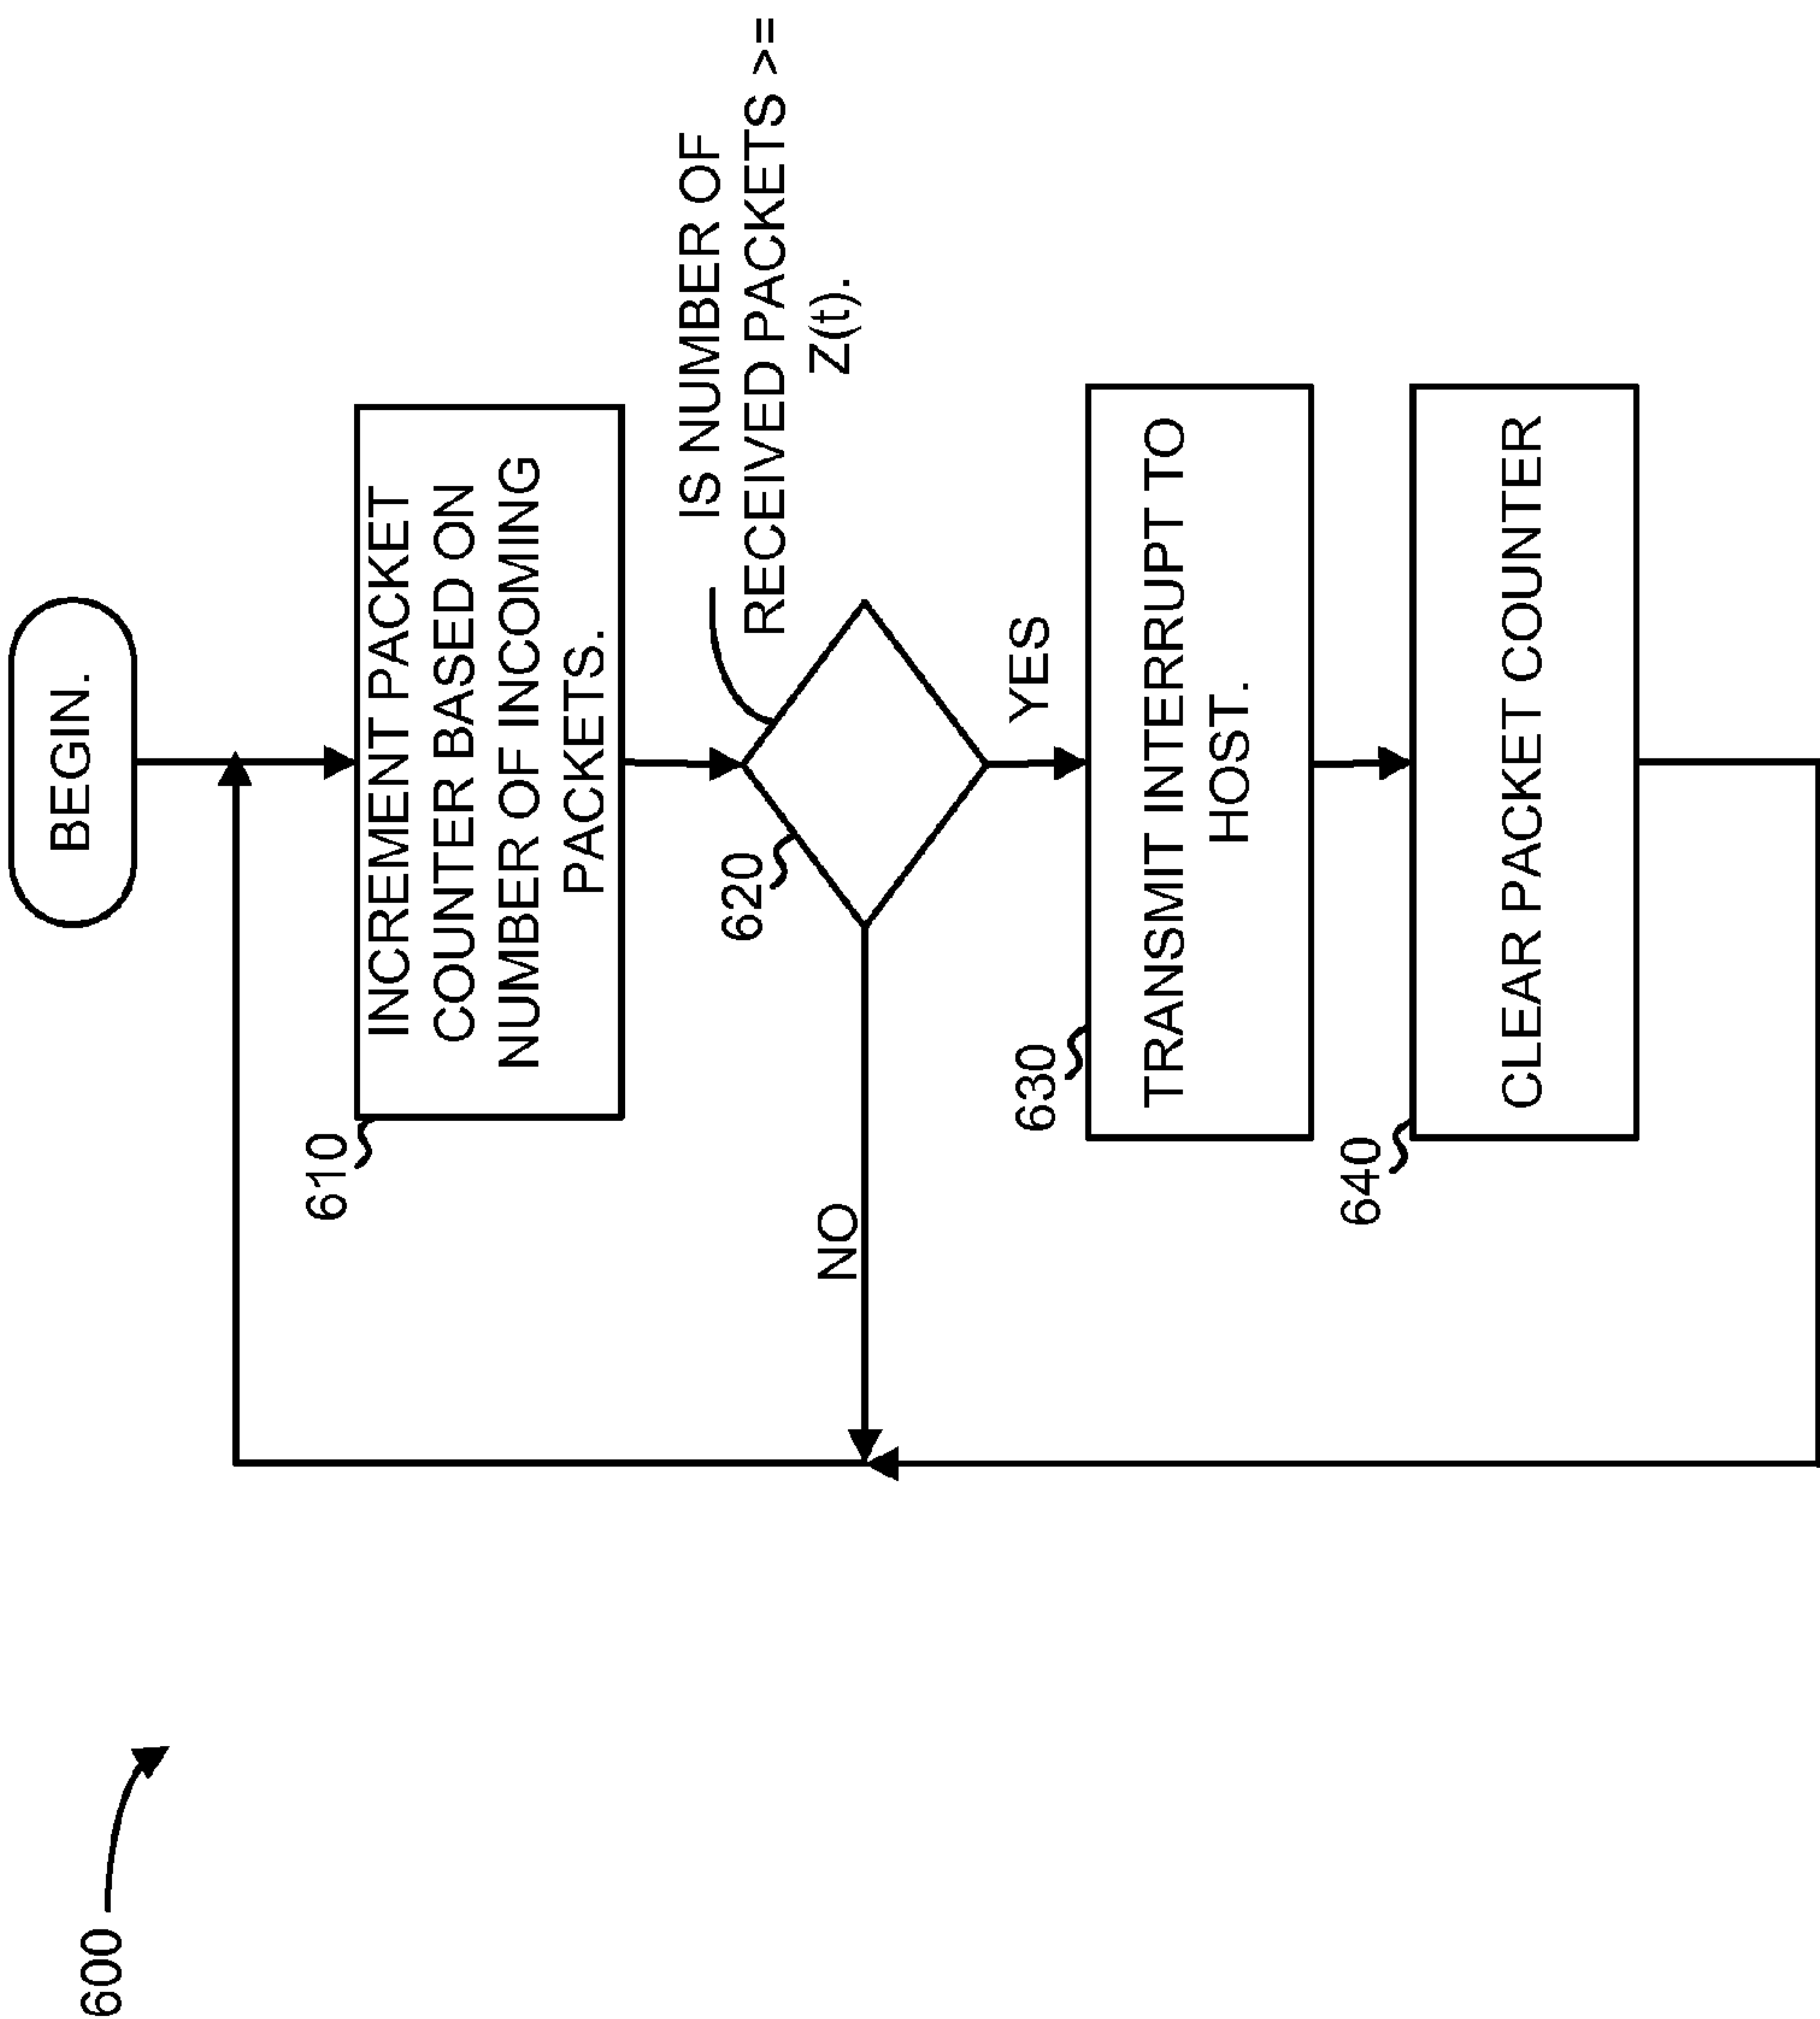 600
BEGIN.
610
INCREMENT PACKET
COUNTER BASED ON
NUMBER OF INCOMING
PACKETS.
IS NUMBER OF
RECEIVED PACKETS >=
Z(t).
620
NO
YES
630
TRANSMIT INTERRUPT TO
HOST.
640
CLEAR PACKET COUNTER